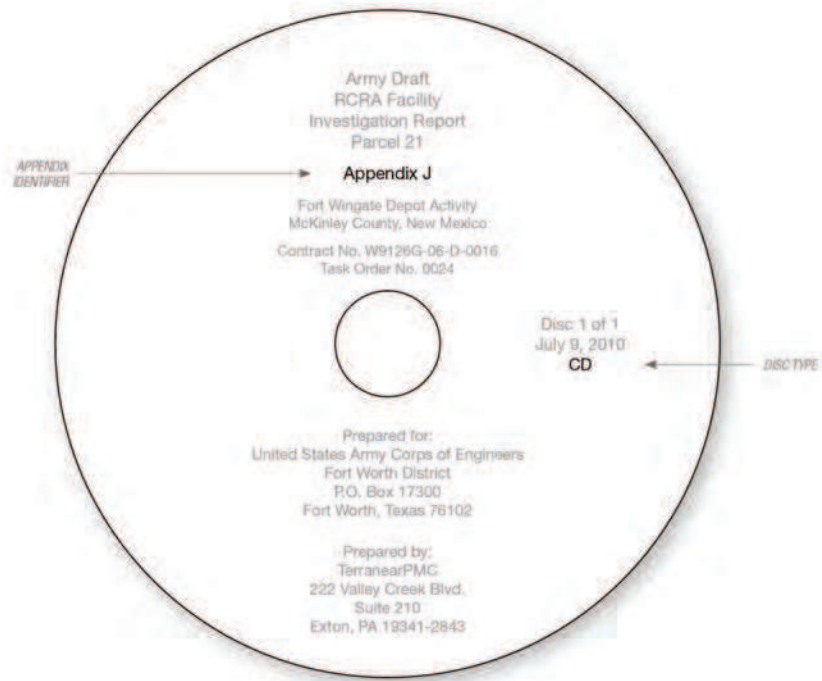 Army Draft
RCRA Facility
Investigation Report
Parcel 21
APPENDIX
IDENTIFIER
Appendix J
Fort Wingate Depot Activity
McKinley County, New Mexico
Contract No. W9126G-06-D-0016
Task Order No. 0024
Disc 1 of 1
July 9, 2010
CD
DISC TYPE
Prepared for:
United States Army Corps of Engineers
Fort Worth District
P.O. Box 17300
Fort Worth, Texas 76102
Prepared by:
TerranearPMC
222 Valley Creek Blvd.
Suite 210
Exton, PA 19341-2843